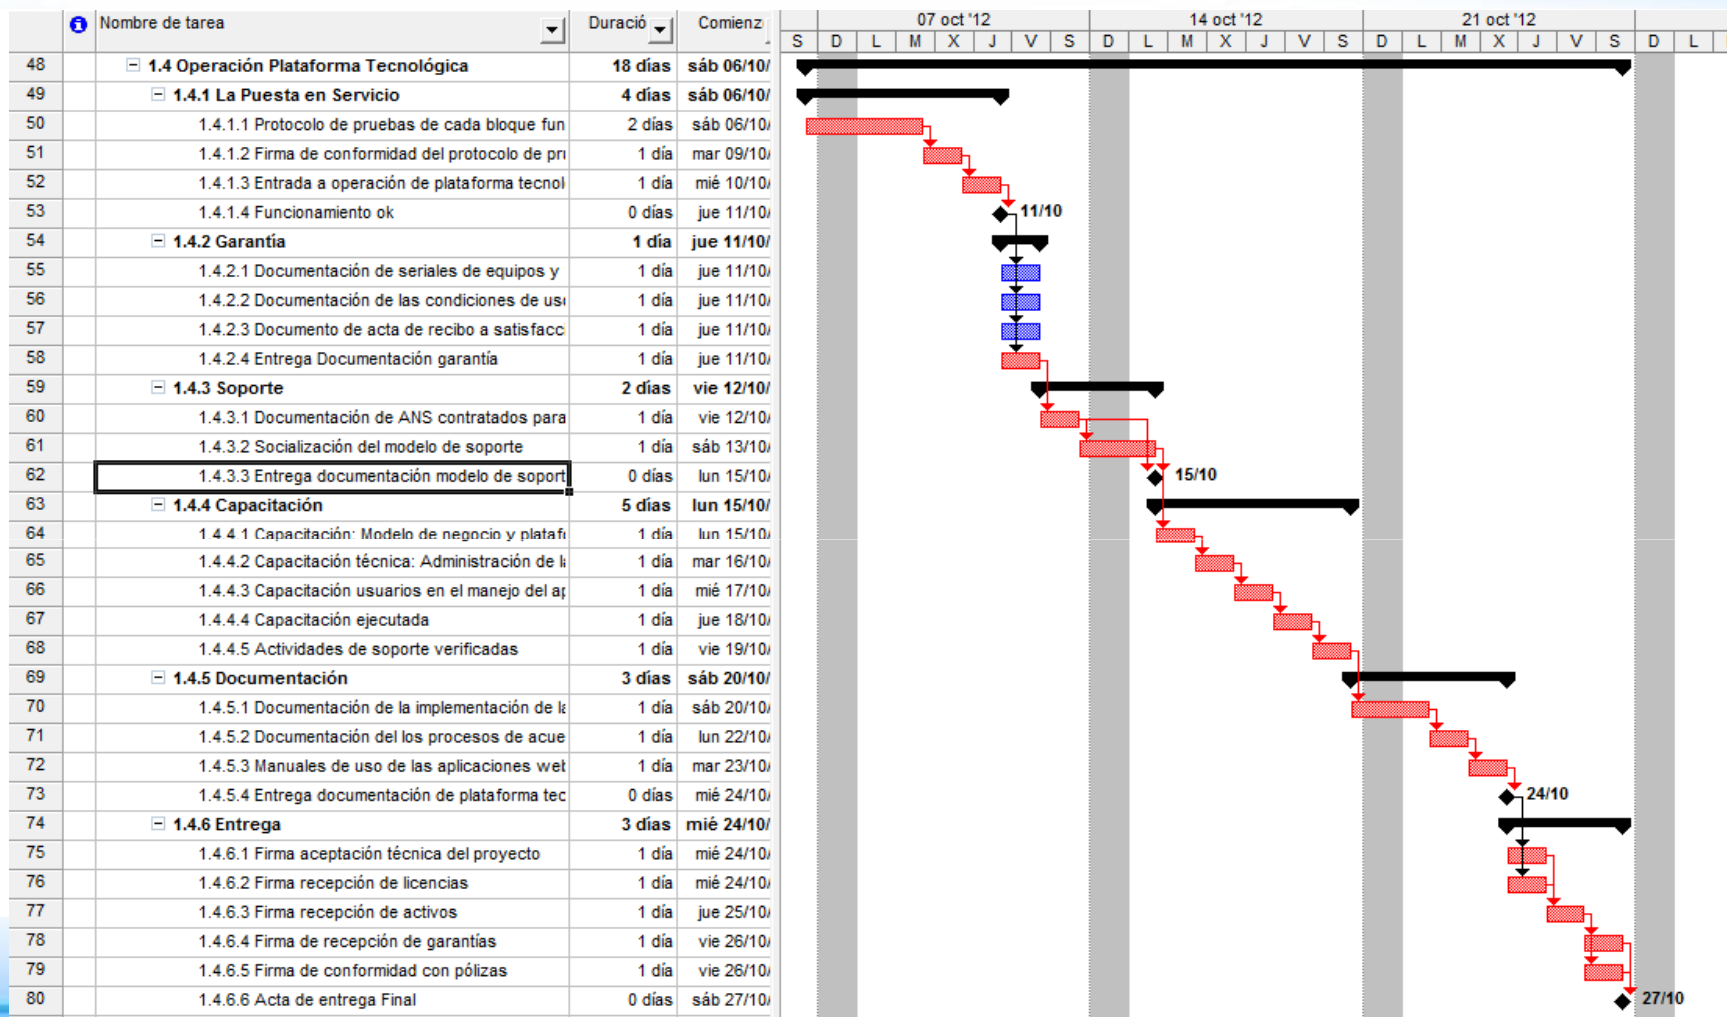 Nombre de tarea Duració Comienz 07 oct '12 14 oct '12 21 oct '12
S D L M X J V S D L M X J V S D L M X J V S D L
48 1.4 Operación Plataforma Tecnológica 18 días sáb 06/10/
49 1.4.1 La Puesta en Servicio 4 días sáb 06/10/
50 1.4.1.1 Protocolo de pruebas de cada bloque fun 2 días sáb 06/10/
51 1.4.1.2 Firma de conformidad del protocolo de pru 1 día mar 09/10/
52 1.4.1.3 Entrada a operación de plataforma tecnol 1 día mié 10/10/
53 1.4.1.4 Funcionamiento ok 0 días jue 11/10/ 11/10
54 1.4.2 Garantía 1 día jue 11/10/
55 1.4.2.1 Documentación de seriales de equipos y 1 día jue 11/10/
56 1.4.2.2 Documentación de las condiciones de uso 1 día jue 11/10/
57 1.4.2.3 Documento de acta de recibo a satisfacc 1 día jue 11/10/
58 1.4.2.4 Entrega Documentación garantía 1 día jue 11/10/
59 1.4.3 Soporte 2 días vie 12/10/
60 1.4.3.1 Documentación de ANS contratados para 1 día vie 12/10/
61 1.4.3.2 Socialización del modelo de soporte 1 día sáb 13/10/
62 1.4.3.3 Entrega documentación modelo de soport 0 días lun 15/10/ 15/10
63 1.4.4 Capacitación 5 días lun 15/10/
64 1.4.4.1 Capacitación: Modelo de negocio y plataf 1 día lun 15/10/
65 1.4.4.2 Capacitación técnica: Administración de la 1 día mar 16/10/
66 1.4.4.3 Capacitación usuarios en el manejo del ap 1 día mié 17/10/
67 1.4.4.4 Capacitación ejecutada 1 día jue 18/10/
68 1.4.4.5 Actividades de soporte verificadas 1 día vie 19/10/
69 1.4.5 Documentación 3 días sáb 20/10/
70 1.4.5.1 Documentación de la implementación de la 1 día sáb 20/10/
71 1.4.5.2 Documentación del los procesos de acue 1 día lun 22/10/
72 1.4.5.3 Manuales de uso de las aplicaciones web 1 día mar 23/10/
73 1.4.5.4 Entrega documentación de plataforma tec 0 días mié 24/10/ 24/10
74 1.4.6 Entrega 3 días mié 24/10/
75 1.4.6.1 Firma aceptación técnica del proyecto 1 día mié 24/10/
76 1.4.6.2 Firma recepción de licencias 1 día mié 24/10/
77 1.4.6.3 Firma recepción de activos 1 día jue 25/10/
78 1.4.6.4 Firma de recepción de garantías 1 día vie 26/10/
79 1.4.6.5 Firma de conformidad con pólizas 1 día vie 26/10/
80 1.4.6.6 Acta de entrega Final 0 días sáb 27/10/ 27/10